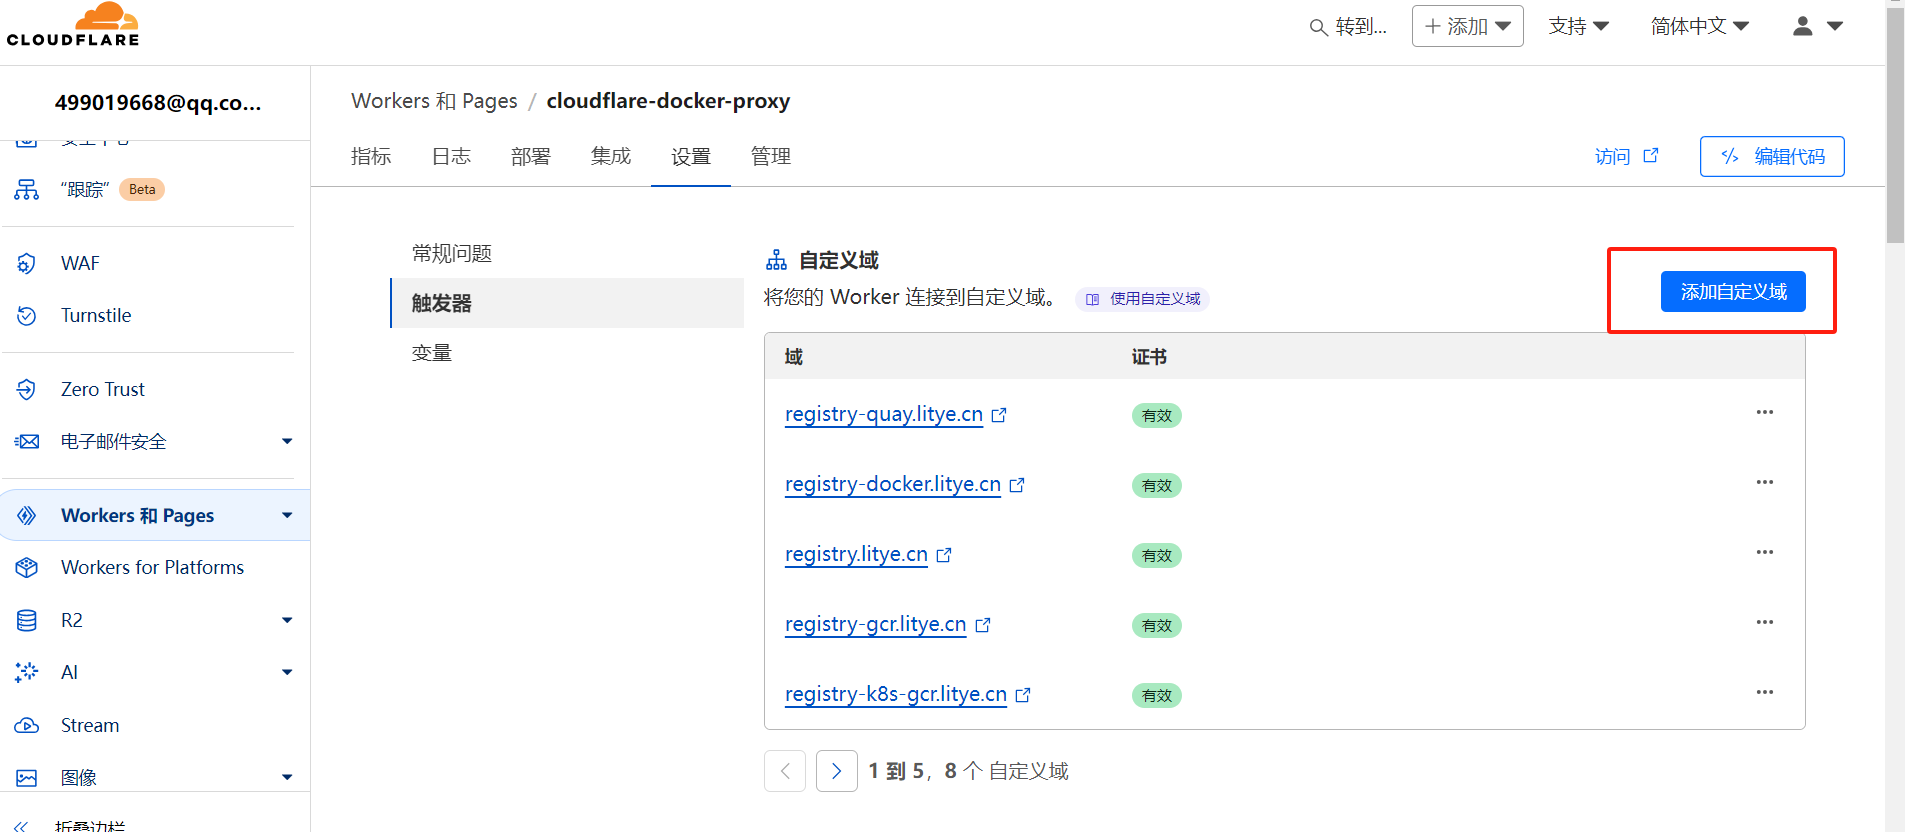 CLOUDFLARE
转到...
添加
支持
简体中文
499019668@qq.co...
“跟踪” Beta
WAF
Turnstile
Zero Trust
电子邮件安全
Workers 和 Pages
Workers for Platforms
R2
AI
Stream
图像
折叠边栏
Workers 和 Pages / cloudflare-docker-proxy
指标 日志 部署 集成 设置 管理
访问
编辑代码
常规问题
触发器
变量
自定义域
将您的 Worker 连接到自定义域。 使用自定义域
添加自定义域
域 证书
registry-quay.litye.cn 有效 ...
registry-docker.litye.cn 有效 ...
registry.litye.cn 有效 ...
registry-gcr.litye.cn 有效 ...
registry-k8s-gcr.litye.cn 有效 ...
1 到 5，8 个 自定义域